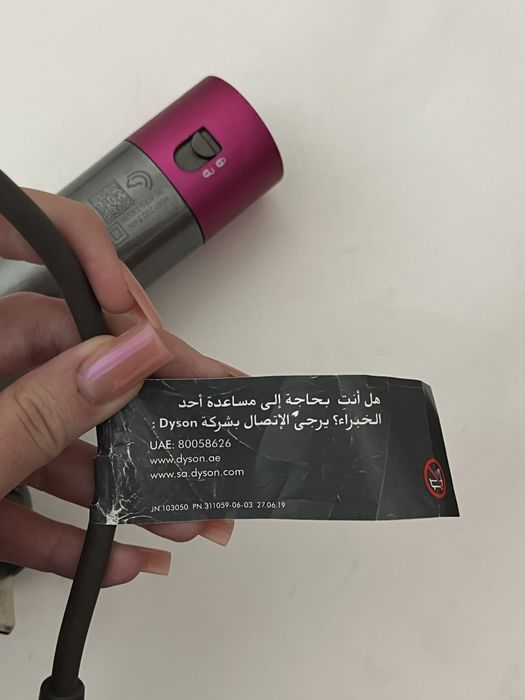 هل أنتِ بحاجة إلى مساعدة أحد
الخبراء؟ يرجى الإتصال بشركة Dyson :
UAE: 80058626
www.dyson.ae
www.sa.dyson.com
JN.103050 PN.311059-06-03 27.06.19